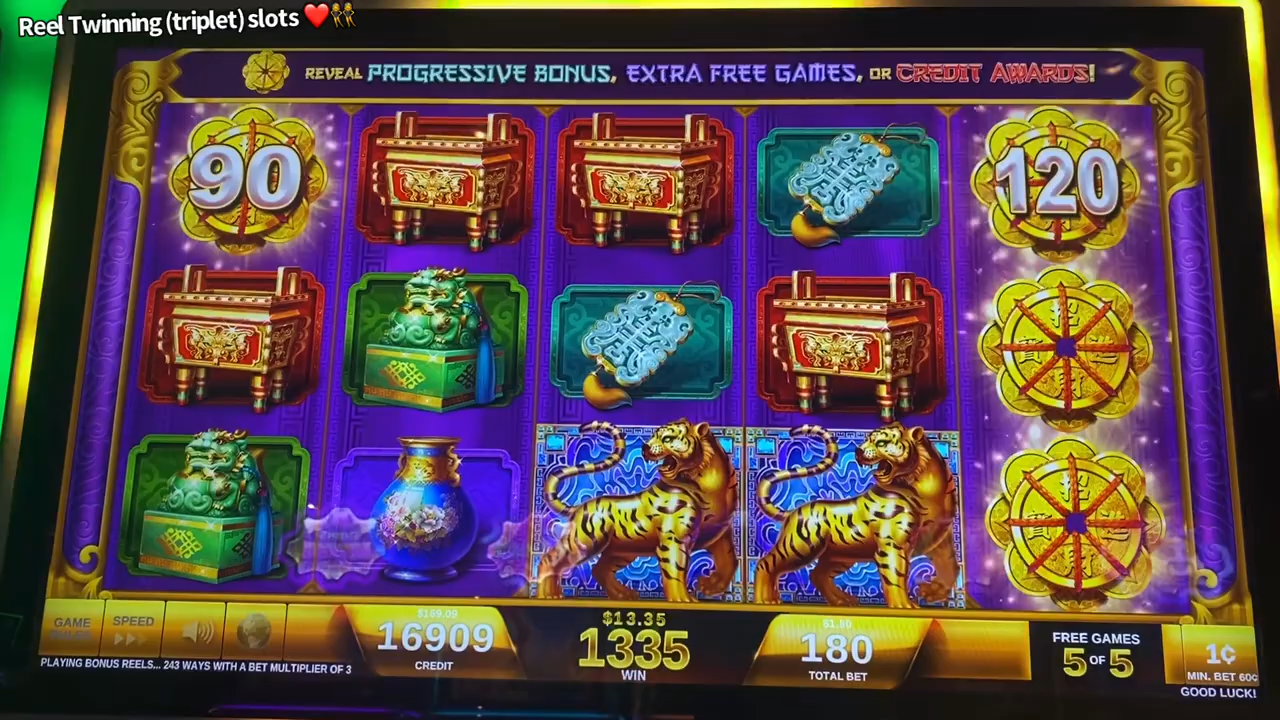 Reel Twinning (triplet) slots ❤️👯
REVEAL PROGRESSIVE BONUS, EXTRA FREE GAMES, OR CREDIT AWARDS!
90
120
GAME RULES
SPEED
$169.09
16909
CREDIT
$13.35
1335
WIN
$1.80
180
TOTAL BET
FREE GAMES
5 OF 5
1¢
MIN. BET 60¢
PLAYING BONUS REELS... 243 WAYS WITH A BET MULTIPLIER OF 3
GOOD LUCK!